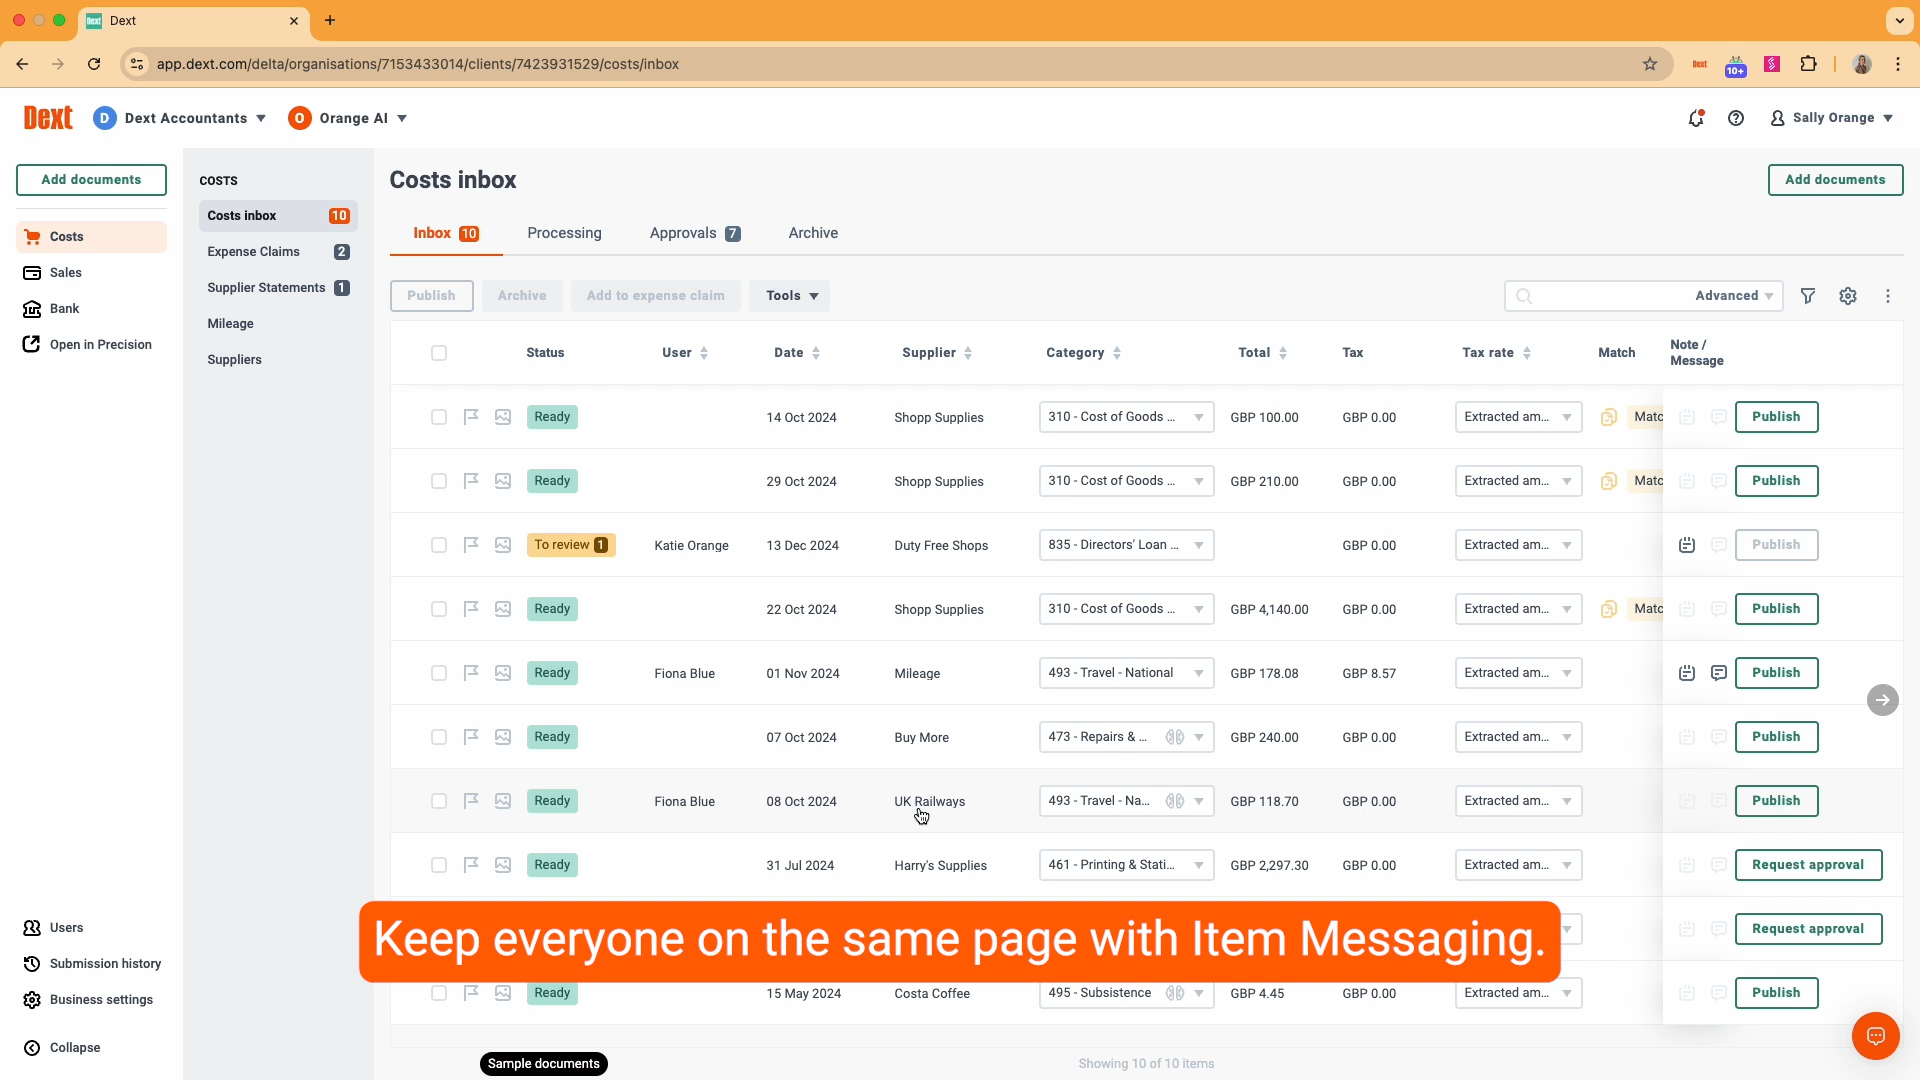 Dext
app.dext.com/delta/organisations/7153433014/clients/7423931529/costs/inbox
Dext
10+
Dext
D Dext Accountants
O Orange AI
Sally Orange
Add documents
Costs
Sales
Bank
Open in Precision
Users
Submission history
Business settings
Collapse
COSTS
Costs inbox 10
Expense Claims 2
Supplier Statements 1
Mileage
Suppliers
Costs inbox
Add documents
Inbox 10 Processing Approvals 7 Archive
Publish Archive Add to expense claim Tools Advanced
Status User Date Supplier Category Total Tax Tax rate Match Note / Message
Ready 14 Oct 2024 Shopp Supplies 310 - Cost of Goods ... GBP 100.00 GBP 0.00 Extracted am... Matc Publish
Ready 29 Oct 2024 Shopp Supplies 310 - Cost of Goods ... GBP 210.00 GBP 0.00 Extracted am... Matc Publish
To review 1 Katie Orange 13 Dec 2024 Duty Free Shops 835 - Directors' Loan ... GBP 0.00 Extracted am... Publish
Ready 22 Oct 2024 Shopp Supplies 310 - Cost of Goods ... GBP 4,140.00 GBP 0.00 Extracted am... Matc Publish
Ready Fiona Blue 01 Nov 2024 Mileage 493 - Travel - National GBP 178.08 GBP 8.57 Extracted am... Publish
Ready 07 Oct 2024 Buy More 473 - Repairs & ... GBP 240.00 GBP 0.00 Extracted am... Publish
Ready Fiona Blue 08 Oct 2024 UK Railways 493 - Travel - Na... GBP 118.70 GBP 0.00 Extracted am... Publish
Ready 31 Jul 2024 Harry's Supplies 461 - Printing & Stati... GBP 2,297.30 GBP 0.00 Extracted am... Request approval
Request approval
Keep everyone on the same page with Item Messaging.
Ready 15 May 2024 Costa Coffee 495 - Subsistence GBP 4.45 GBP 0.00 Extracted am... Publish
Sample documents
Showing 10 of 10 items